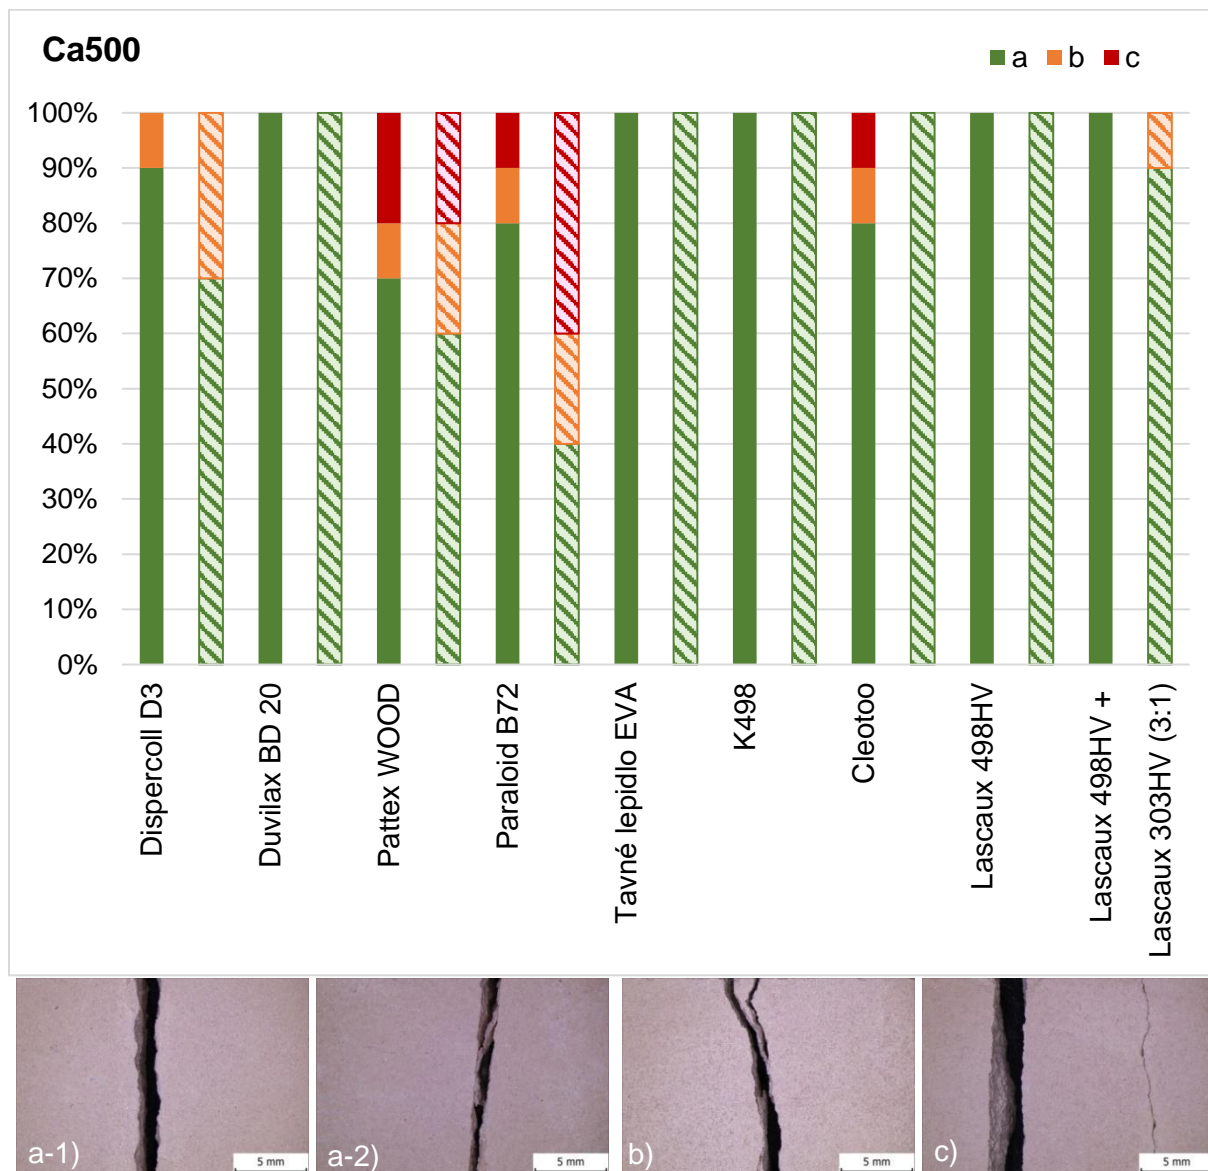 Ca500
a b c
100%
90%
80%
70%
60%
50%
40%
30%
20%
10%
0%
Dispercoll D3
Duvilax BD 20
Pattex WOOD
Paraloid B72
Tavné lepidlo EVA
K498
Cleotoo
Lascaux 498HV
Lascaux 498HV +
Lascaux 303HV (3:1)
a-1)
5 mm
a-2)
5 mm
b)
5 mm
c)
5 mm